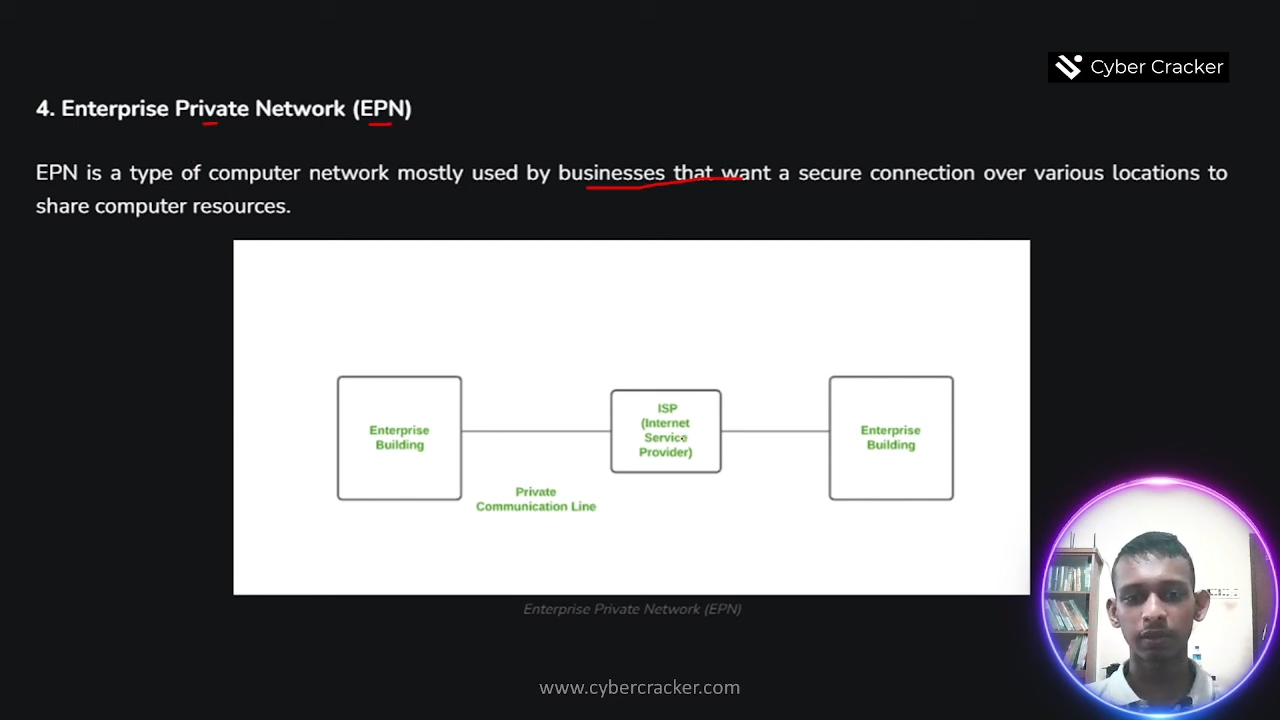 Cyber Cracker
4. Enterprise Private Network (EPN)
EPN is a type of computer network mostly used by businesses that want a secure connection over various locations to
share computer resources.
Enterprise
Building
ISP
(Internet
Service
Provider)
Enterprise
Building
Private
Communication Line
Enterprise Private Network (EPN)
www.cybercracker.com